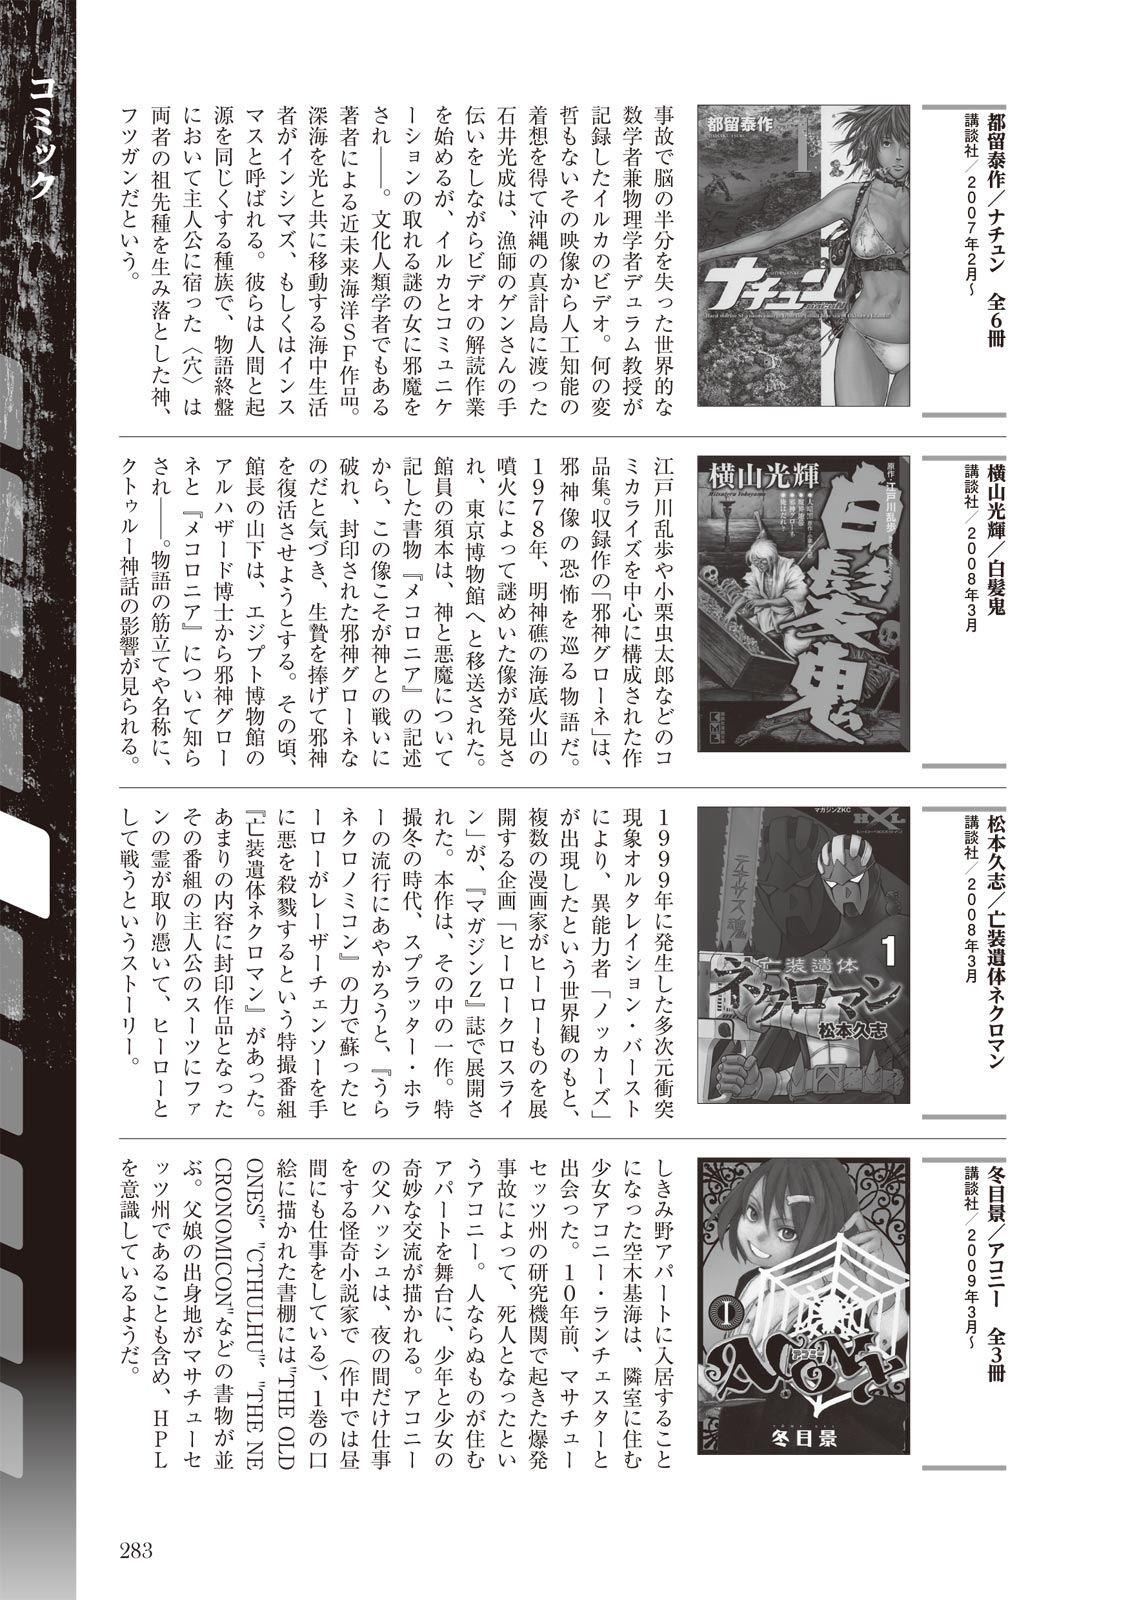 コミック
都留泰作／ナチュン　全6冊
講談社／2007年2月〜
都留泰作
ナチュン
1
事故で脳の半分を失った世界的な
数学者兼物理学者デュラム教授が
記録したイルカのビデオ。何の変
哲もないその映像から人工知能の
着想を得て沖縄の真計島に渡った
石井光成は、漁師のゲンさんの手
伝いをしながらビデオの解読作業
を始めるが、イルカとコミュニケ
ーションの取れる謎の女に邪魔を
され――。文化人類学者でもある
著者による近未来海洋ＳＦ作品。
深海を光と共に移動する海中生活
者がインシマズ、もしくはインス
マスと呼ばれる。彼らは人間と起
源を同じくする種族で、物語終盤
において主人公に宿った〈穴〉は
両者の祖先種を生み落とした神、
フツガンだという。
横山光輝／白髪鬼
講談社／2008年3月
横山光輝
Mitsuteru Yokoyama
原作・江戸川乱歩
白髪鬼
KMC
江戸川乱歩や小栗虫太郎などのコ
ミカライズを中心に構成された作
品集。収録作の「邪神グローネ」は、
邪神像の恐怖を巡る物語だ。
1978年、明神礁の海底火山の
噴火によって謎めいた像が発見さ
れ、東京博物館へと移送された。
館員の須本は、神と悪魔について
記した書物『メコロニア』の記述
から、この像こそが神との戦いに
破れ、封印された邪神グローネな
のだと気づき、生贄を捧げて邪神
を復活させようとする。その頃、
館長の山下は、エジプト博物館の
アルハザード博士から邪神グロー
ネと『メコロニア』について知ら
され――。物語の筋立てや名称に、
クトゥルー神話の影響が見られる。
松本久志／亡装遺体ネクロマン
講談社／2008年3月
マガジンZKC
HXL
テキサス魂
1
亡装遺体
ネクロマン
松本久志
1999年に発生した多次元衝突
現象オルタレイション・バースト
により、異能力者「ノッカーズ」
が出現したという世界観のもと、
複数の漫画家がヒーローものを展
開する企画「ヒーロークロスライ
ン」が、『マガジンＺ』誌で展開さ
れた。本作は、その中の一作。特
撮冬の時代、スプラッター・ホラ
ーの流行にあやかろうと、『うら
ネクロノミコン』の力で蘇ったヒ
ーローがレーザーチェンソーを手
に悪を殺戮するという特撮番組
『亡装遺体ネクロマン』があった。
あまりの内容に封印作品となった
その番組の主人公のスーツにファ
ンの霊が取り憑いて、ヒーローと
して戦うというストーリー。
冬目景／アコニー　全3冊
講談社／2009年3月〜
I
ACONY
アコニー
冬目景
しきみ野アパートに入居すること
になった空木基海は、隣室に住む
少女アコニー・ランチェスターと
出会った。10年前、マサチュー
セッツ州の研究機関で起きた爆発
事故によって、死人となったとい
うアコニー。人ならぬものが住む
アパートを舞台に、少年と少女の
奇妙な交流が描かれる。アコニー
の父ハッシュは、夜の間だけ仕事
をする怪奇小説家で（作中では昼
間にも仕事をしている）、1巻の口
絵に描かれた書棚には"THE OLD
ONES"、"CTHULHU"、"THE NE
CRONOMICON"などの書物が並
ぶ。父娘の出身地がマサチューセ
ッツ州であることも含め、ＨＰＬ
を意識しているようだ。
283